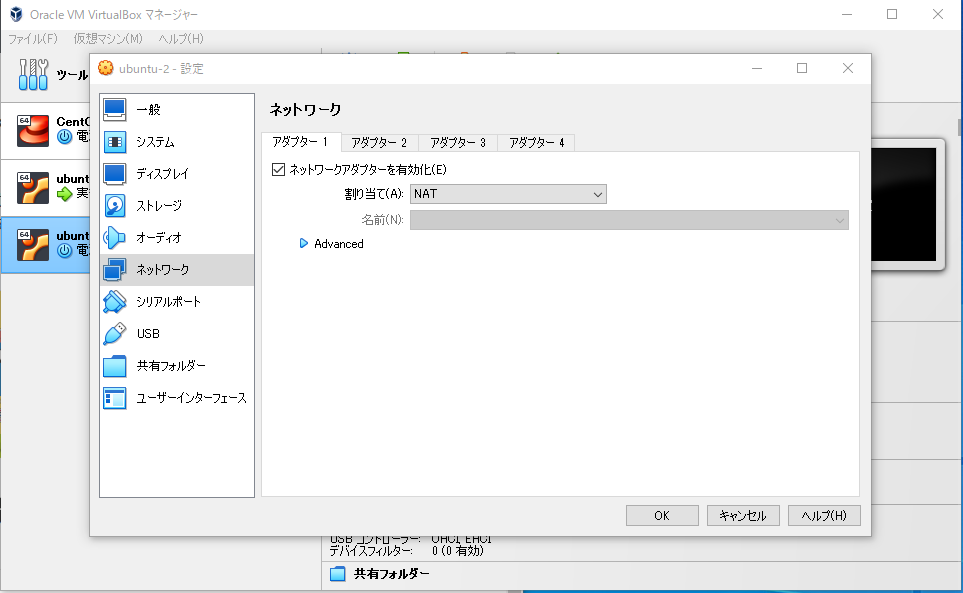 Oracle VM VirtualBox マネージャー
ファイル(F) 仮想マシン(M) ヘルプ(H)
ツール
64
CentO
電
64
ubunt
実
64
ubunt
電
ubuntu-2 - 設定
一般
システム
ディスプレイ
ストレージ
オーディオ
ネットワーク
シリアルポート
USB
共有フォルダー
ユーザーインターフェース
ネットワーク
アダプター 1 アダプター 2 アダプター 3 アダプター 4
ネットワークアダプターを有効化(E)
割り当て(A): NAT
名前(N):
Advanced
OK キャンセル ヘルプ(H)
USB コントローラー: OHCI, EHCI
デバイスフィルター: 0 (0 有効)
共有フォルダー